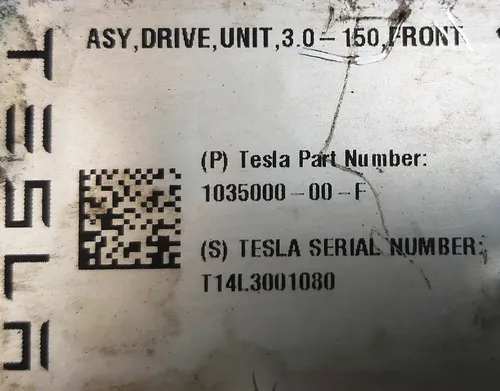 TESLA
ASY,DRIVE,UNIT,3.0-150,FRONT
(P) Tesla Part Number:
1035000-00-F
(S) TESLA SERIAL NUMBER:
T14L3001080